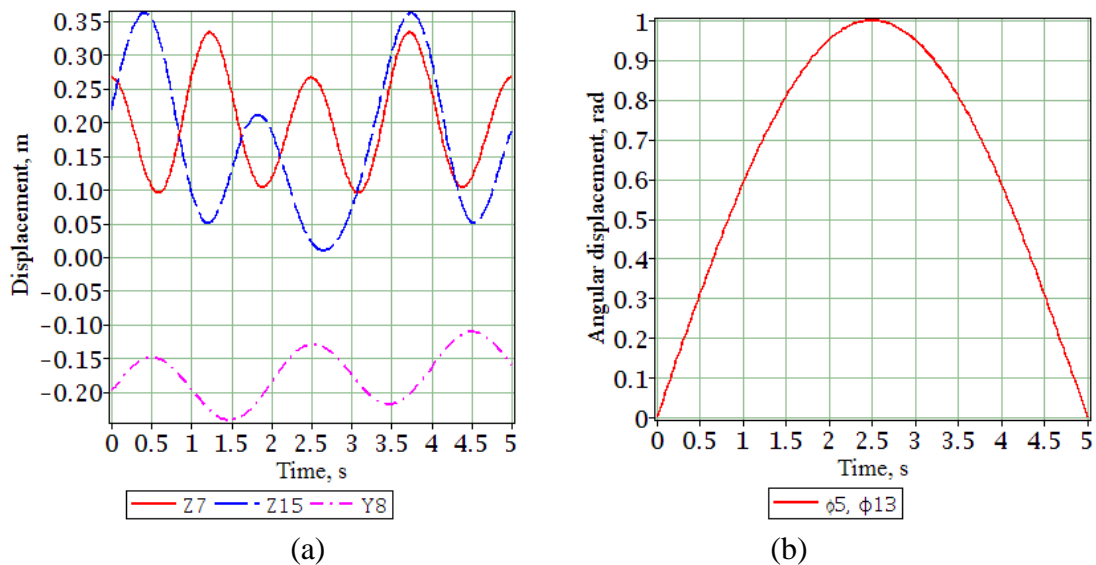 Displacement, m
0.35
0.30
0.25
0.20
0.15
0.10
0.05
0.00
−0.05
−0.10
−0.15
−0.20
0 0.5 1 1.5 2 2.5 3 3.5 4 4.5 5
Time, s
Z7 Z15 Y8
(a)
Angular displacement, rad
1
0.9
0.8
0.7
0.6
0.5
0.4
0.3
0.2
0.1
0
0 0.5 1 1.5 2 2.5 3 3.5 4 4.5 5
Time, s
ϕ5, φ13
(b)